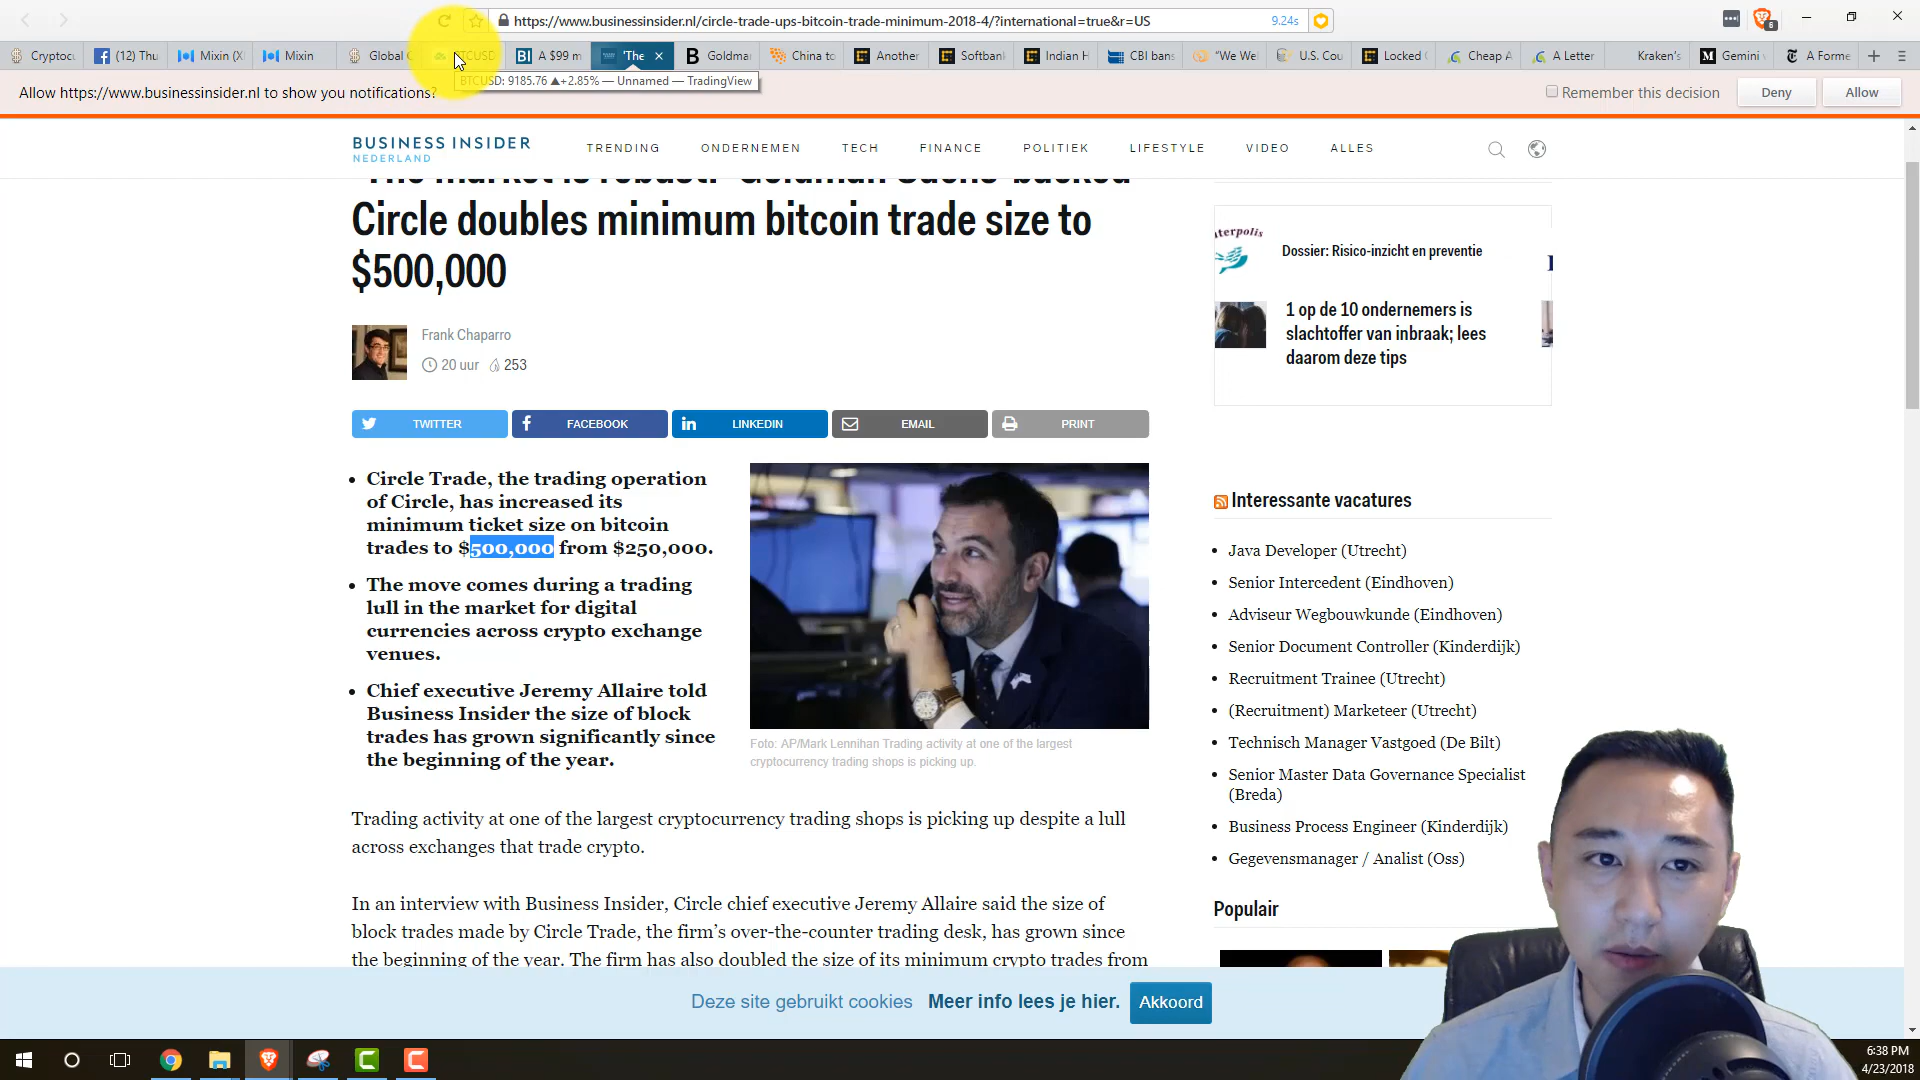 https://www.businessinsider.nl/circle-trade-ups-bitcoin-trade-minimum-2018-4/?international=true&r=US
9.24s
6
Cryptoc
(12) Thu
Mixin (X
Mixin
Global C
BTCUSD
A $99 m
'The
Goldma
China to
Another
Softban
Indian H
CBI bans
"We We
U.S. Cou
Locked
Cheap A
A Letter
Kraken's
Gemini
A Forme
BTCUSD: 9185.76 ▲+2.85% — Unnamed — TradingView
Allow https://www.businessinsider.nl to show you notifications?
Remember this decision
Deny
Allow
BUSINESS INSIDER
NEDERLAND
TRENDING
ONDERNEMEN
TECH
FINANCE
POLITIEK
LIFESTYLE
VIDEO
ALLES
'The market is robust:' Goldman Sachs-backed
Circle doubles minimum bitcoin trade size to
$500,000
Frank Chaparro
20 uur
253
TWITTER
FACEBOOK
LINKEDIN
EMAIL
PRINT
• Circle Trade, the trading operation
of Circle, has increased its
minimum ticket size on bitcoin
trades to $500,000 from $250,000.
• The move comes during a trading
lull in the market for digital
currencies across crypto exchange
venues.
• Chief executive Jeremy Allaire told
Business Insider the size of block
trades has grown significantly since
the beginning of the year.
Foto: AP/Mark Lennihan Trading activity at one of the largest
cryptocurrency trading shops is picking up.
Trading activity at one of the largest cryptocurrency trading shops is picking up despite a lull
across exchanges that trade crypto.
In an interview with Business Insider, Circle chief executive Jeremy Allaire said the size of
block trades made by Circle Trade, the firm's over-the-counter trading desk, has grown since
the beginning of the year. The firm has also doubled the size of its minimum crypto trades from
terpolis
Dossier: Risico-inzicht en preventie
1 op de 10 ondernemers is
slachtoffer van inbraak; lees
daarom deze tips
Interessante vacatures
• Java Developer (Utrecht)
• Senior Intercedent (Eindhoven)
• Adviseur Wegbouwkunde (Eindhoven)
• Senior Document Controller (Kinderdijk)
• Recruitment Trainee (Utrecht)
• (Recruitment) Marketeer (Utrecht)
• Technisch Manager Vastgoed (De Bilt)
• Senior Master Data Governance Specialist
(Breda)
• Business Process Engineer (Kinderdijk)
• Gegevensmanager / Analist (Oss)
Populair
Deze site gebruikt cookies
Meer info lees je hier.
Akkoord
6:38 PM
4/23/2018